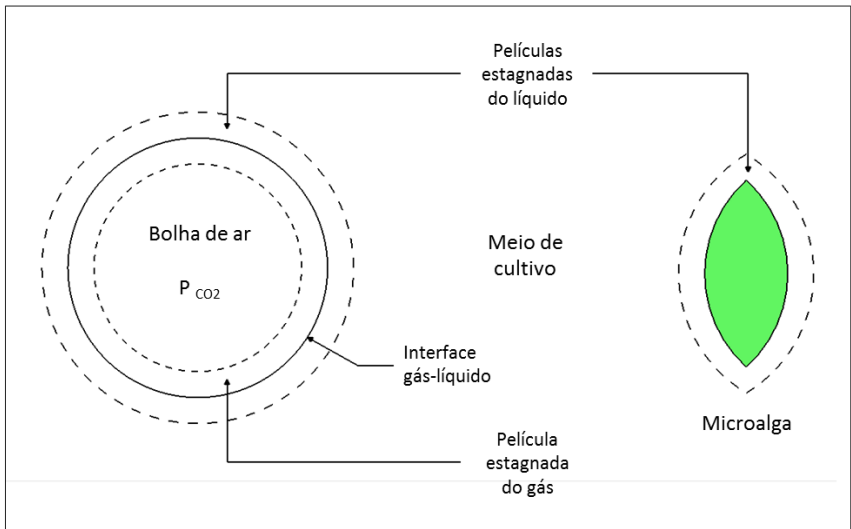 Películas
estagnadas
do líquido
Bolha de ar
P CO2
Meio de
cultivo
Interface
gás-líquido
Microalga
Película
estagnada
do gás